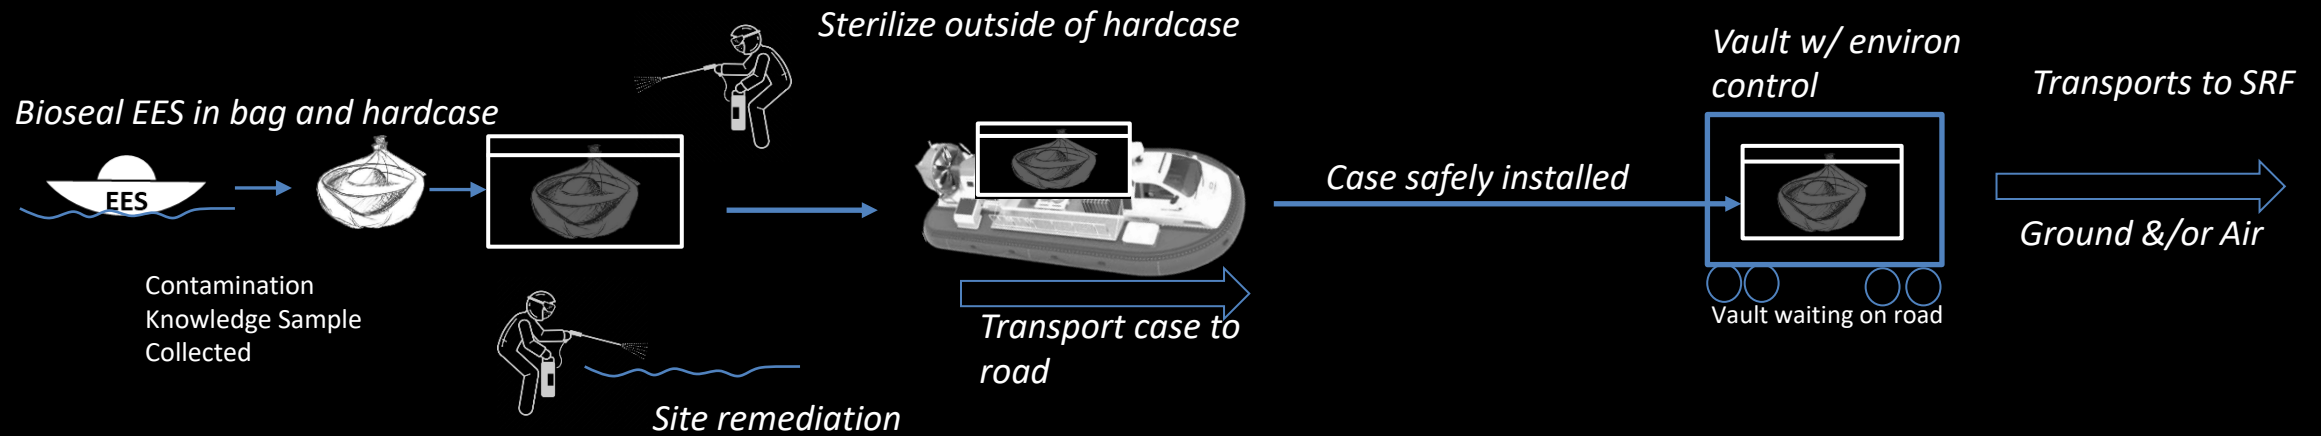 Bioseal EES in bag and hardcase
EES
Contamination
Knowledge Sample
Collected
Sterilize outside of hardcase
Site remediation
Transport case to
road
Case safely installed
Vault w/ environ
control
Vault waiting on road
Transports to SRF
Ground &/or Air